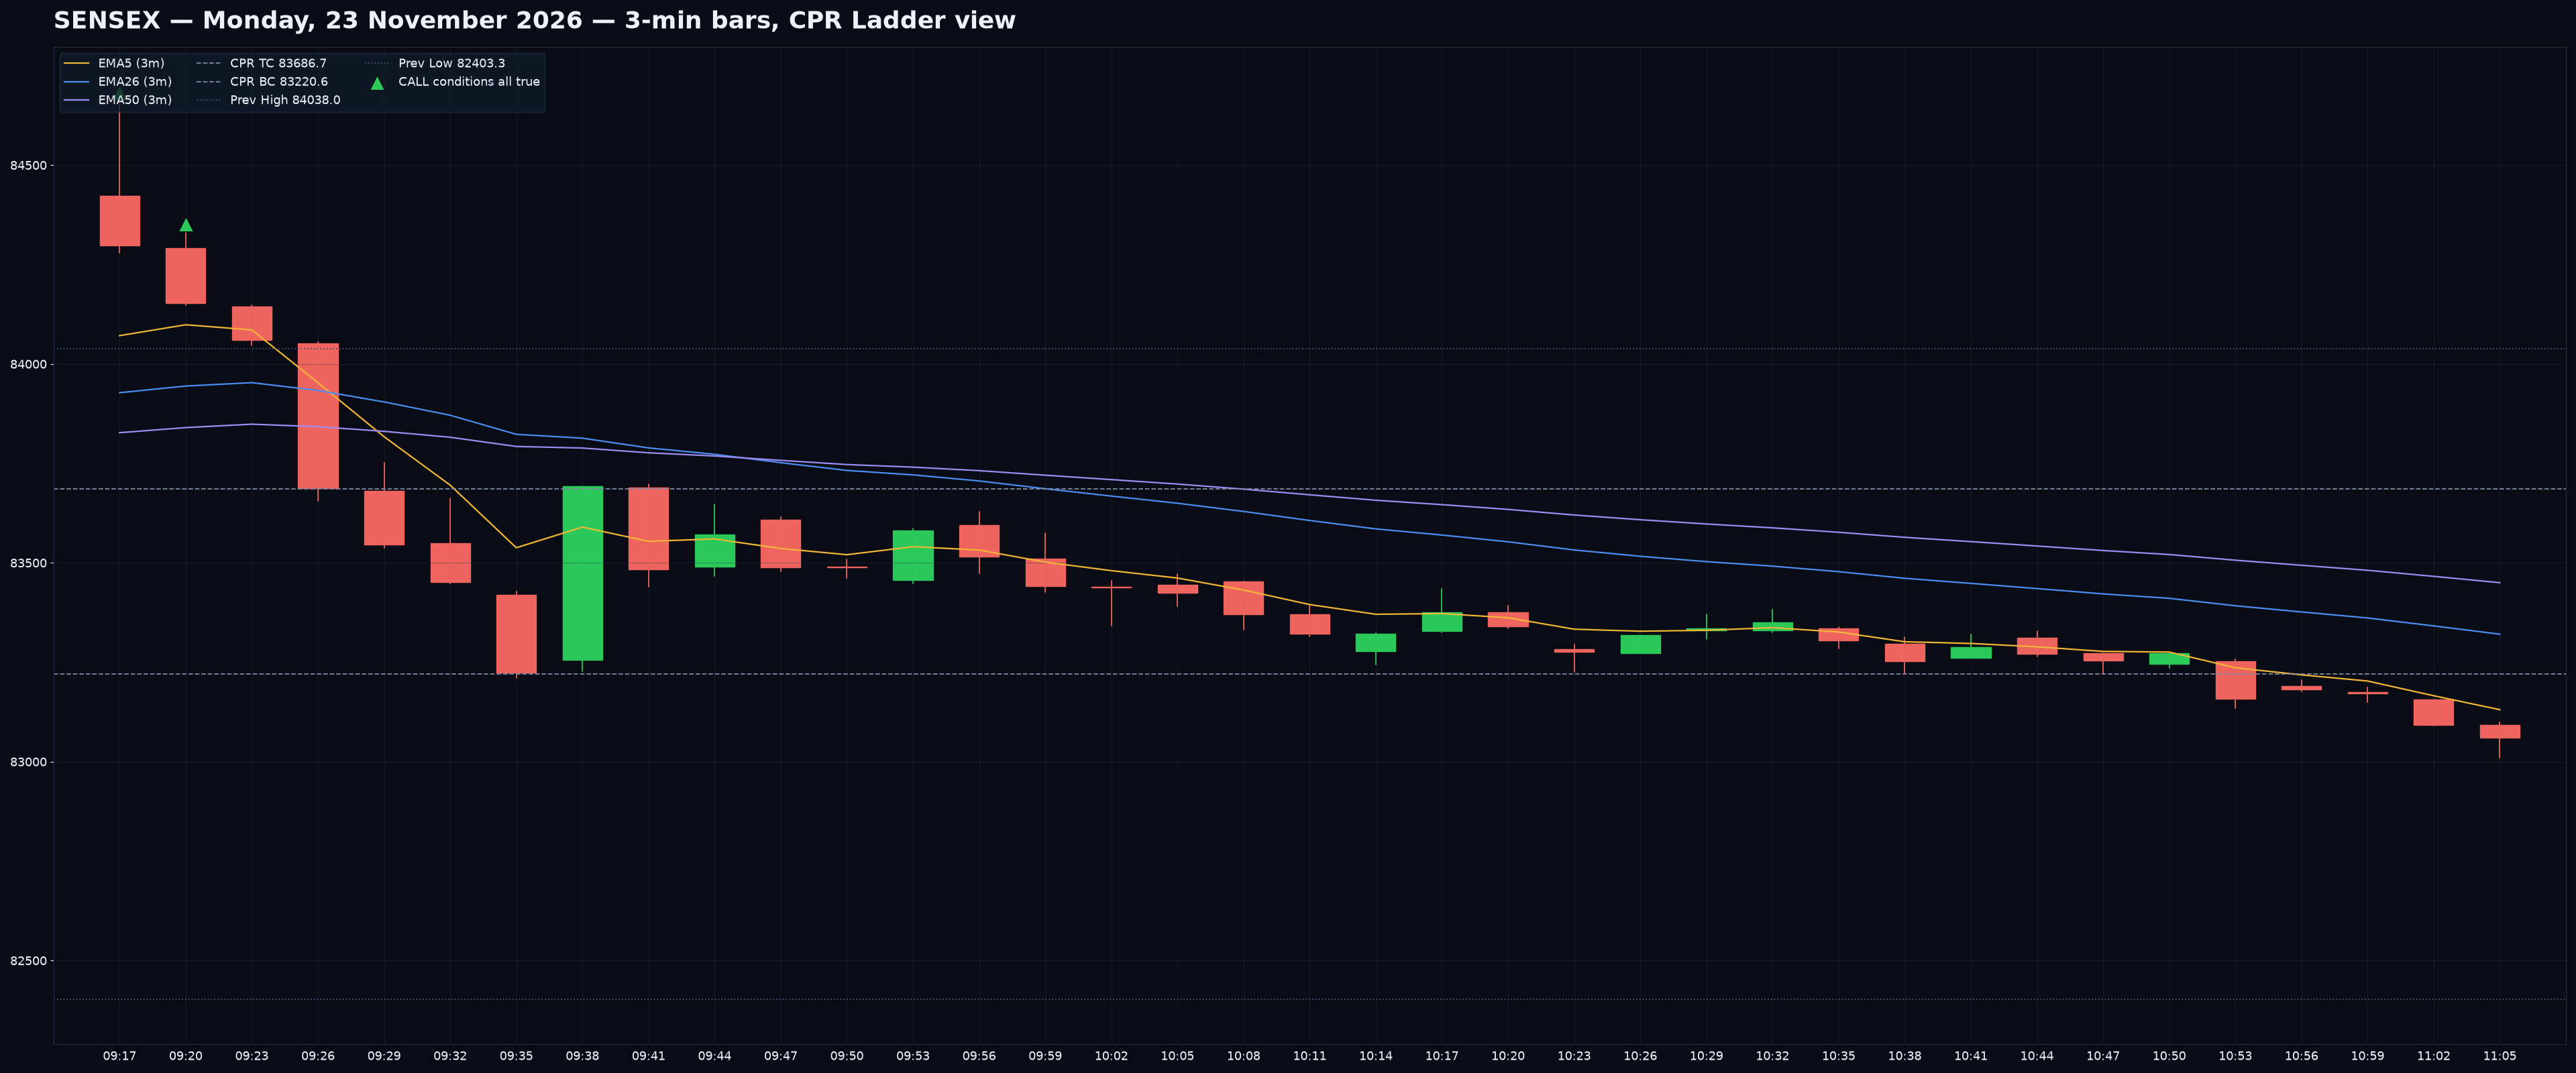 SENSEX — Monday, 23 November 2026 — 3-min bars, CPR Ladder view
EMA5 (3m)
EMA26 (3m)
EMA50 (3m)
CPR TC 83686.7
CPR BC 83220.6
Prev High 84038.0
Prev Low 82403.3
CALL conditions all true
84500
84000
83500
83000
82500
09:17 09:20 09:23 09:26 09:29 09:32 09:35 09:38 09:41 09:44 09:47 09:50 09:53 09:56 09:59 10:02 10:05 10:08 10:11 10:14 10:17 10:20 10:23 10:26 10:29 10:32 10:35 10:38 10:41 10:44 10:47 10:50 10:53 10:56 10:59 11:02 11:05